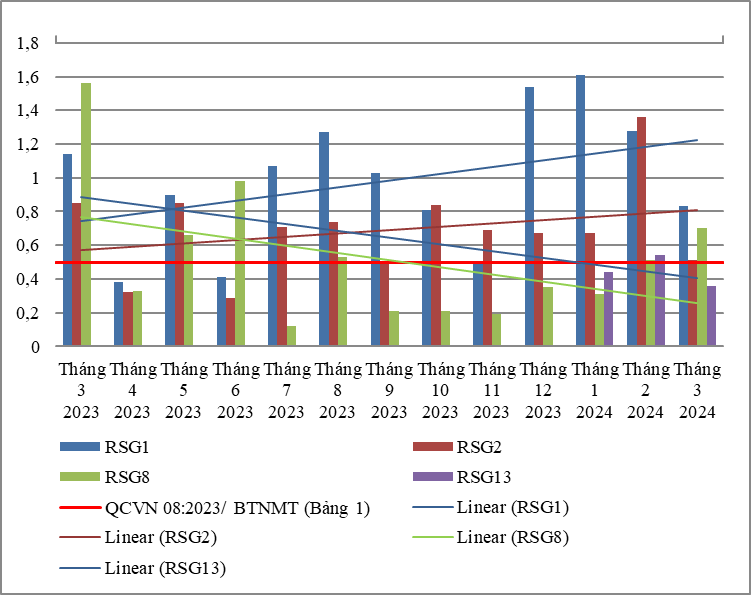 1,8
1,6
1,4
1,2
1
0,8
0,6
0,4
0,2
0
Tháng Tháng Tháng Tháng Tháng Tháng Tháng Tháng Tháng Tháng Tháng Tháng Tháng
3 4 5 6 7 8 9 10 11 12 1 2 3
2023 2023 2023 2023 2023 2023 2023 2023 2023 2023 2024 2024 2024
RSG1 RSG2
RSG8 RSG13
QCVN 08:2023/ BTNMT (Bảng 1) Linear (RSG1)
Linear (RSG2) Linear (RSG8)
Linear (RSG13)